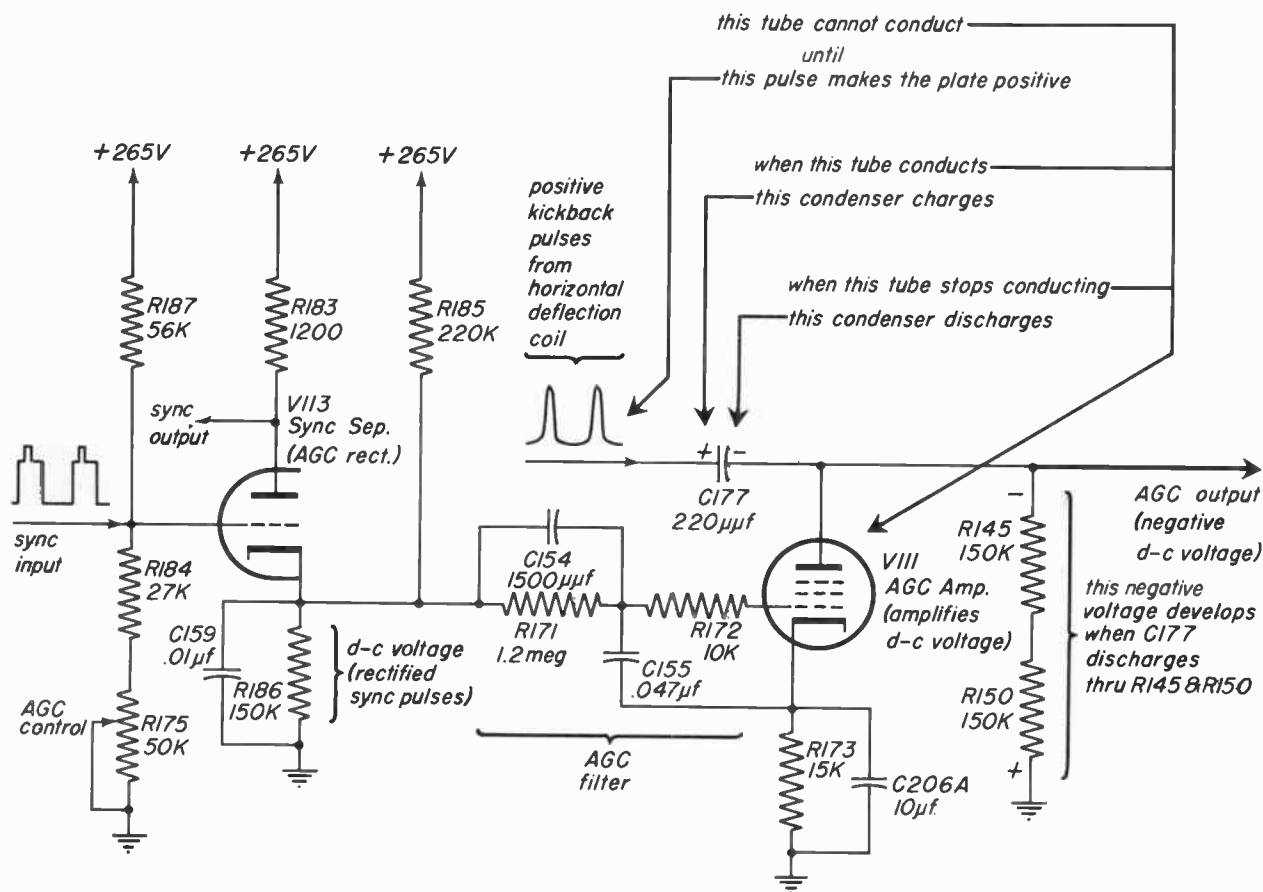 this tube cannot conduct
until
this pulse makes the plate positive
when this tube conducts
this condenser charges
when this tube stops conducting
this condenser discharges
+265V
+265V
+265V
positive
kickback
pulses
from
horizontal
deflection
coil
R187
56K
R183
1200
R185
220K
sync
output
V113
Sync Sep.
(AGC rect.)
sync
input
+
-
C177
220µµf
AGC output
(negative
d-c voltage)
R184
27K
C154
1500µµf
R171
1.2 meg
R172
10K
V111
AGC Amp.
(amplifies
d-c voltage)
-
R145
150K
R150
150K
+
this negative
voltage develops
when C177
discharges
thru R145 & R150
C159
.01µf
R186
150K
d-c voltage
(rectified
sync pulses)
C155
.047µf
AGC
control
R175
50K
AGC
filter
R173
15K
C206A
10µf.